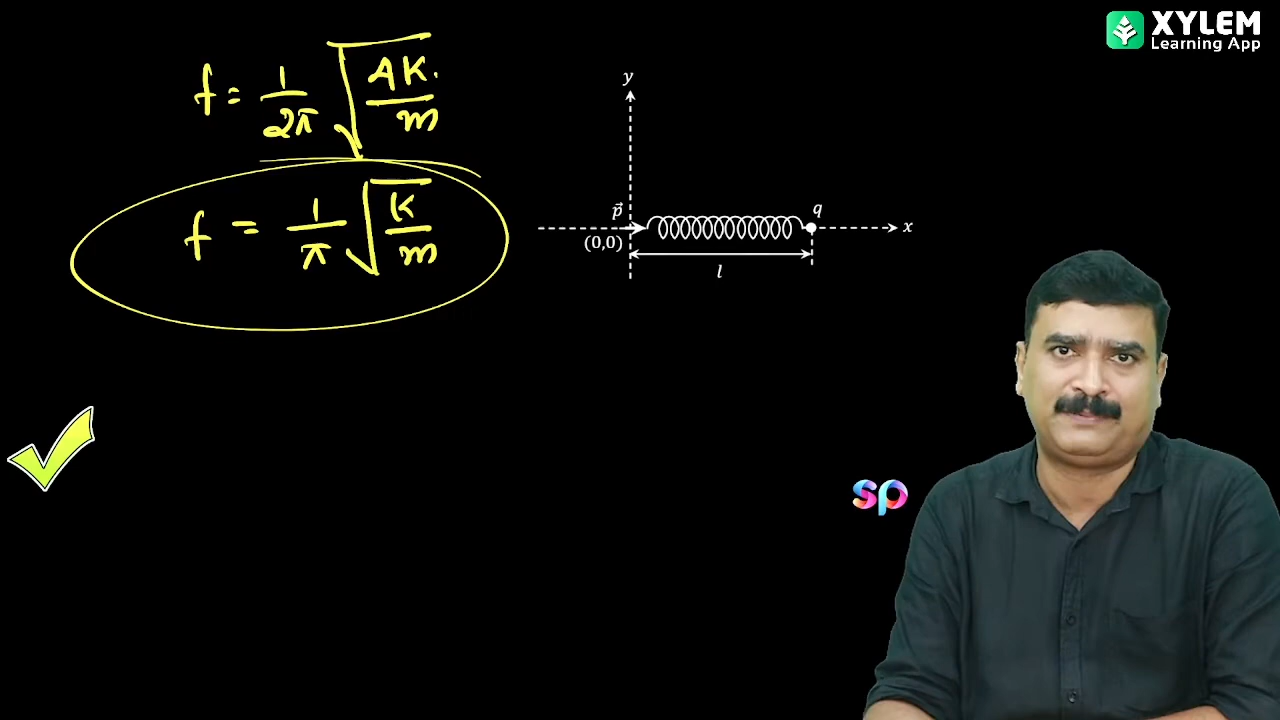 XYLEM
Learning App
f = 1/2π √(AK/m)
f = 1/π √(K/m)
y
p⃗
q
x
(0,0)
l
sp